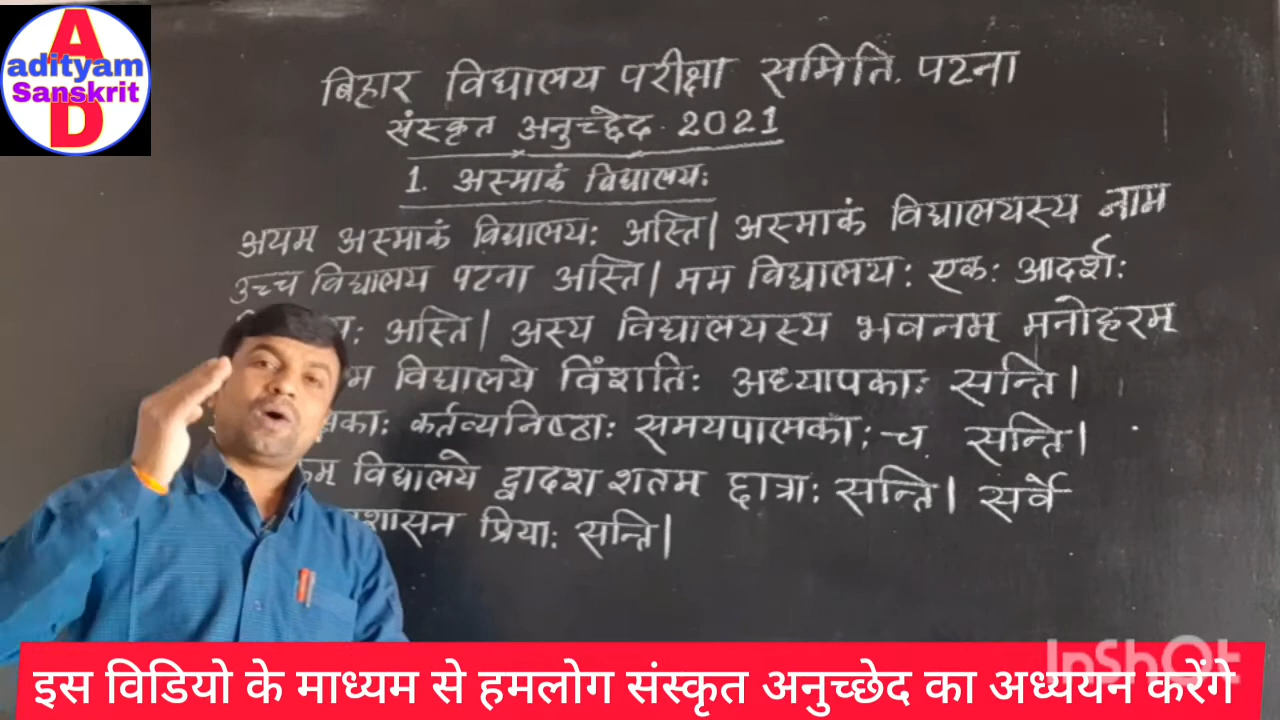 A
adityam
Sanskrit
D
बिहार विद्यालय परीक्षा समिति. पटना
संस्कृत अनुच्छेद. 2021
1. अस्माकं विद्यालयः
अयम् अस्माकं विद्यालयः अस्ति। अस्माकं विद्यालयस्य नाम
उच्च विद्यालय पटना अस्ति। मम विद्यालयः एकः आदर्शः
अस्ति। अस्य विद्यालयस्य भवनम् मनोहरम्
विद्यालये विंशतिः अध्यापकाः सन्ति।
कर्तव्यनिष्ठाः समयपालकाः च. सन्ति।
विद्यालये द्वादश शतम् छात्राः सन्ति। सर्वे
प्रियाः सन्ति।
InShOt
इस विडियो के माध्यम से हमलोग संस्कृत अनुच्छेद का अध्ययन करेंगे